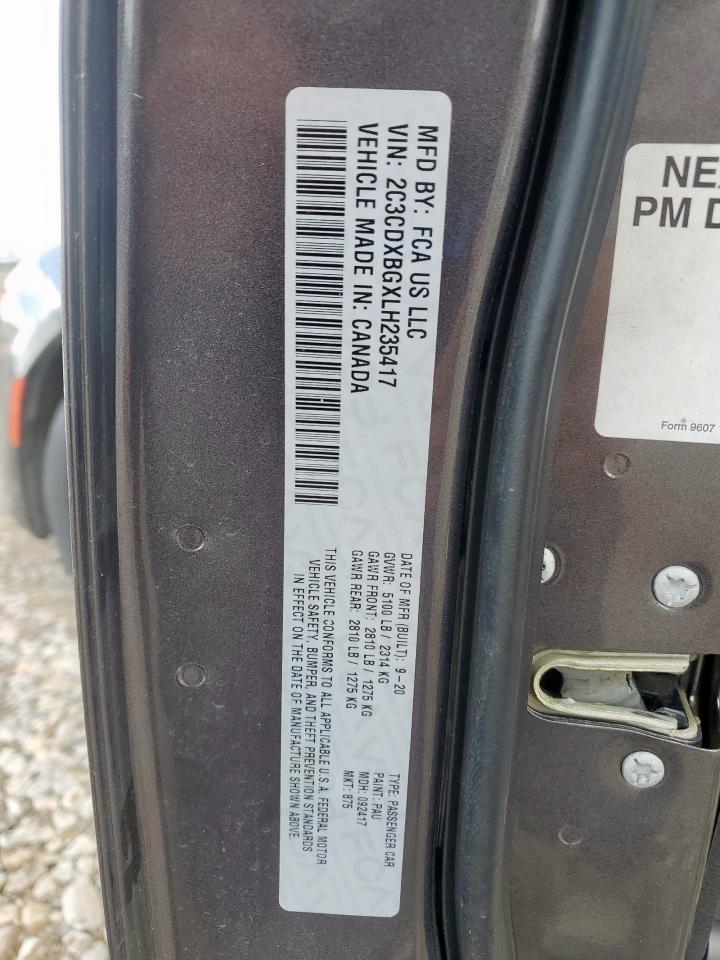 MFD BY: FCA US LLC
VIN: 2C3CDXBGXLH235417
VEHICLE MADE IN: CANADA
DATE OF MFR (BUILT): 9-20
GVWR: 5100 LB / 2314 KG
GAWR FRONT: 2810 LB / 1275 KG
GAWR REAR: 2810 LB / 1275 KG
THIS VEHICLE CONFORMS TO ALL APPLICABLE U.S.A. FEDERAL MOTOR
VEHICLE SAFETY, BUMPER, AND THEFT PREVENTION STANDARDS
IN EFFECT ON THE DATE OF MANUFACTURE SHOWN ABOVE.
TYPE: PASSENGER CAR
PAINT: PAU
MDH: 092417
MKT: 875
PM D
Form 9607